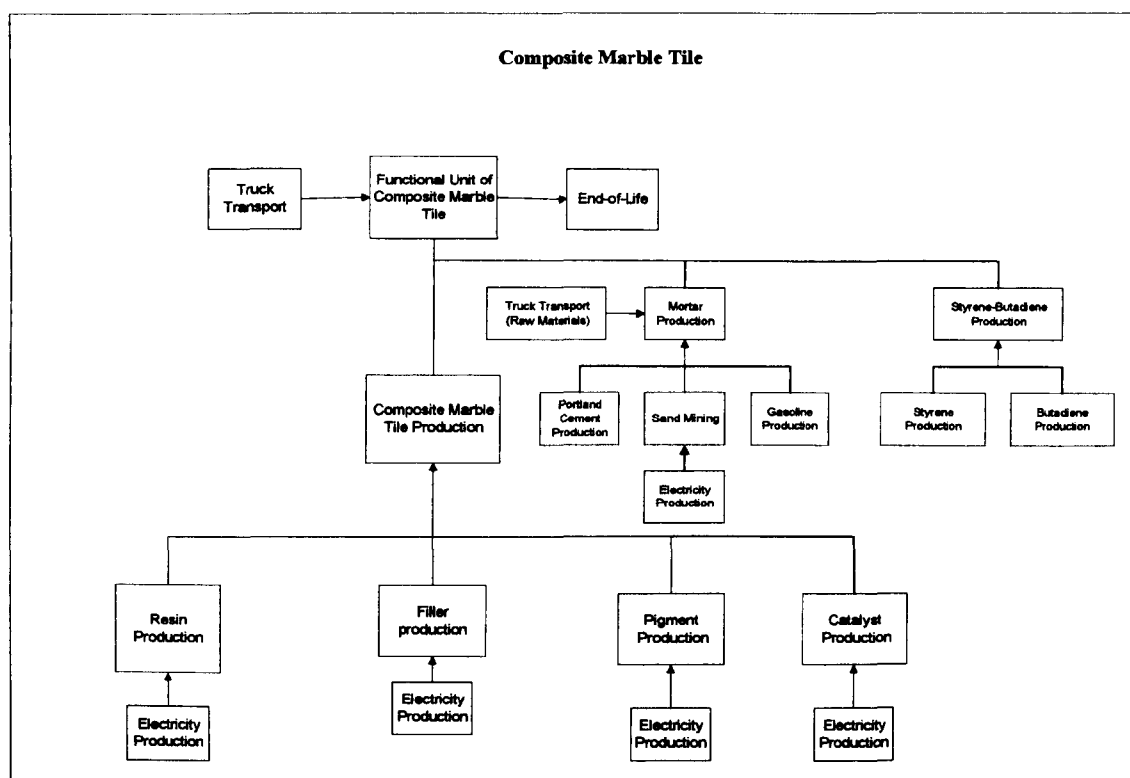 Composite Marble Tile
Truck
Transport
Functional Unit of
Composite Marble
Tile
End-of-Life
Truck Transport
(Raw Materials)
Mortar
Production
Styrene-Butadiene
Production
Composite Marble
Tile Production
Portland
Cement
Production
Sand Mining
Gasoline
Production
Styrene
Production
Butadiene
Production
Electricity
Production
Resin
Production
Filler
production
Pigment
Production
Catalyst
Production
Electricity
Production
Electricity
Production
Electricity
Production
Electricity
Production